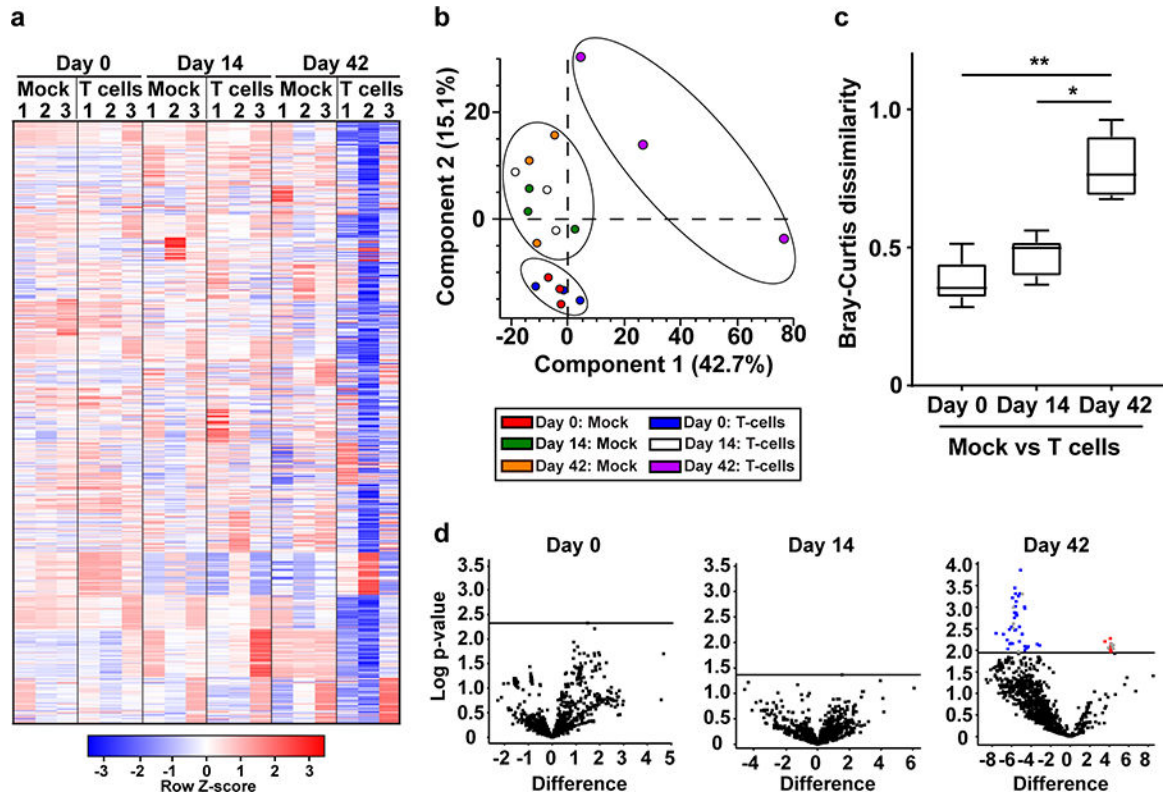 a
Day 0 Day 14 Day 42
Mock T cells Mock T cells Mock T cells
1 2 3 1 2 3 1 2 3 1 2 3 1 2 3 1 2 3
-3 -2 -1 0 1 2 3
Row Z-score
b
Component 2 (15.1%)
20
0
-20 0 20 40 60 80
Component 1 (42.7%)
Day 0: Mock Day 0: T-cells
Day 14: Mock Day 14: T-cells
Day 42: Mock Day 42: T-cells
c
Bray-Curtis dissimilarity
**
*
1.0
0.5
0
Day 0 Day 14 Day 42
Mock vs T cells
d
Day 0
Log p-value
3.5
3.0
2.5
2.0
1.5
1.0
0.5
0
-2 -1 0 1 2 3 4 5
Difference
Day 14
3.5
3.0
2.5
2.0
1.5
1.0
0.5
0
-4 -2 0 2 4 6
Difference
Day 42
4.0
3.5
3.0
2.5
2.0
1.5
1.0
0.5
0
-8 -6 -4 -2 0 2 4 6 8
Difference